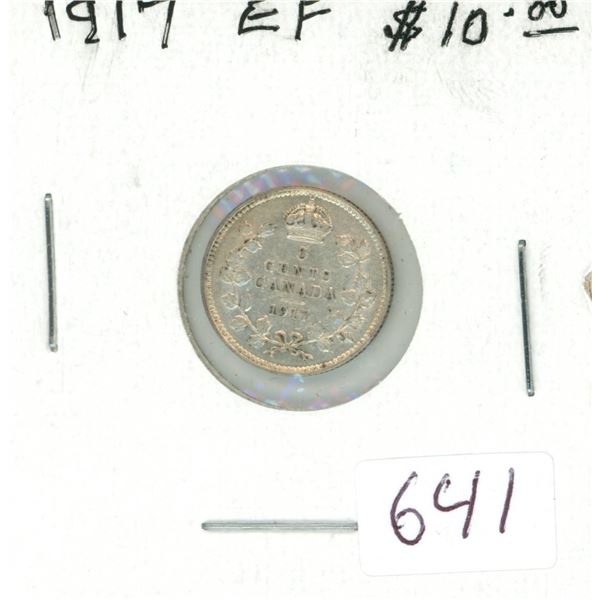 1917 EF $10.00
5
CENTS
CANADA
1917
641